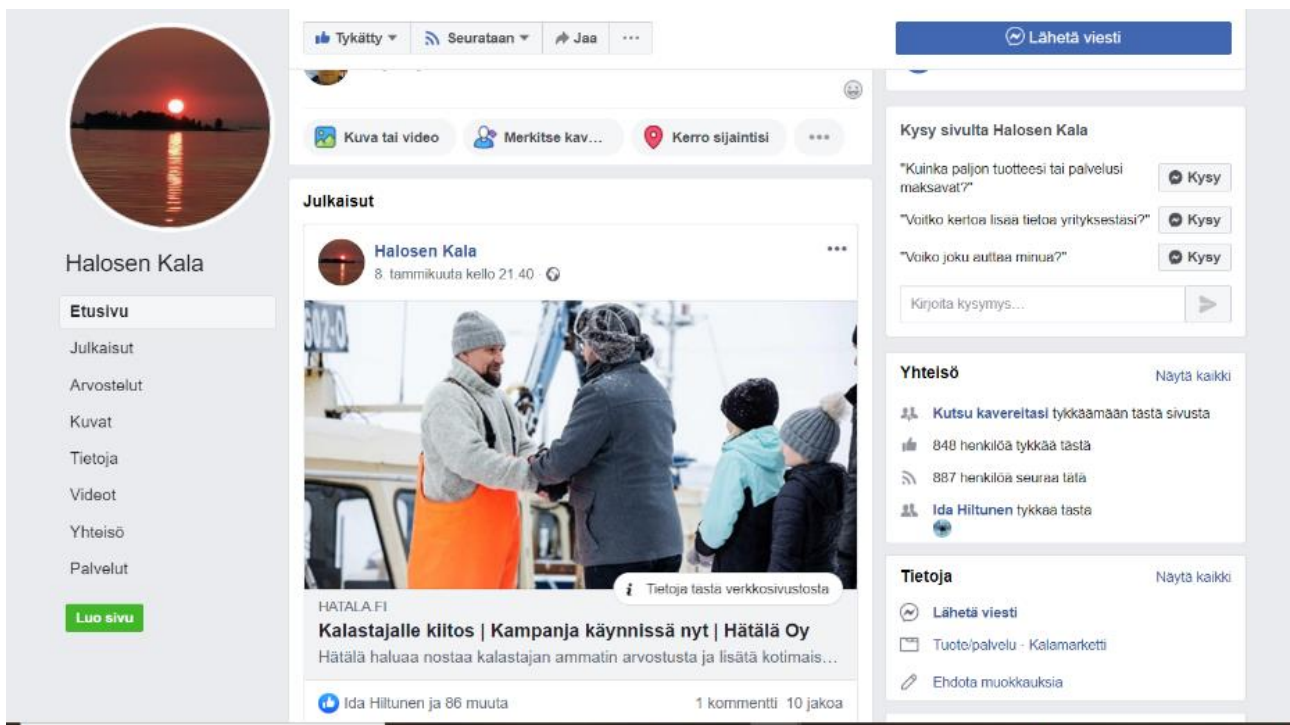 Tykätty
Seurataan
Jaa
Lähetä viesti
Halosen Kala
Etusivu
Julkaisut
Arvostelut
Kuvat
Tietoja
Videot
Yhteisö
Palvelut
Luo sivu
Kuva tai video
Merkitse kav...
Kerro sijaintisi
Julkaisut
Halosen Kala
8. tammikuuta kello 21.40
602-0
Tietoja tästä verkkosivustosta
HATALA.FI
Kalastajalle kiitos | Kampanja käynnissä nyt | Hätälä Oy
Hätälä haluaa nostaa kalastajan ammatin arvostusta ja lisätä kotimais...
Ida Hiltunen ja 86 muuta
1 kommentti 10 jakoa
Kysy sivulta Halosen Kala
"Kuinka paljon tuotteesi tai palvelusi
maksavat?"
Kysy
"Voitko kertoa lisää tietoa yrityksestäsi?"
Kysy
"Voiko joku auttaa minua?"
Kysy
Kirjoita kysymys...
Yhteisö
Näytä kaikki
Kutsu kavereitasi tykkäämään tästä sivusta
848 henkilöä tykkää tästä
887 henkilöä seuraa tätä
Ida Hiltunen tykkää tästä
Tietoja
Näytä kaikki
Lähetä viesti
Tuote/palvelu · Kalamarketti
Ehdota muokkauksia